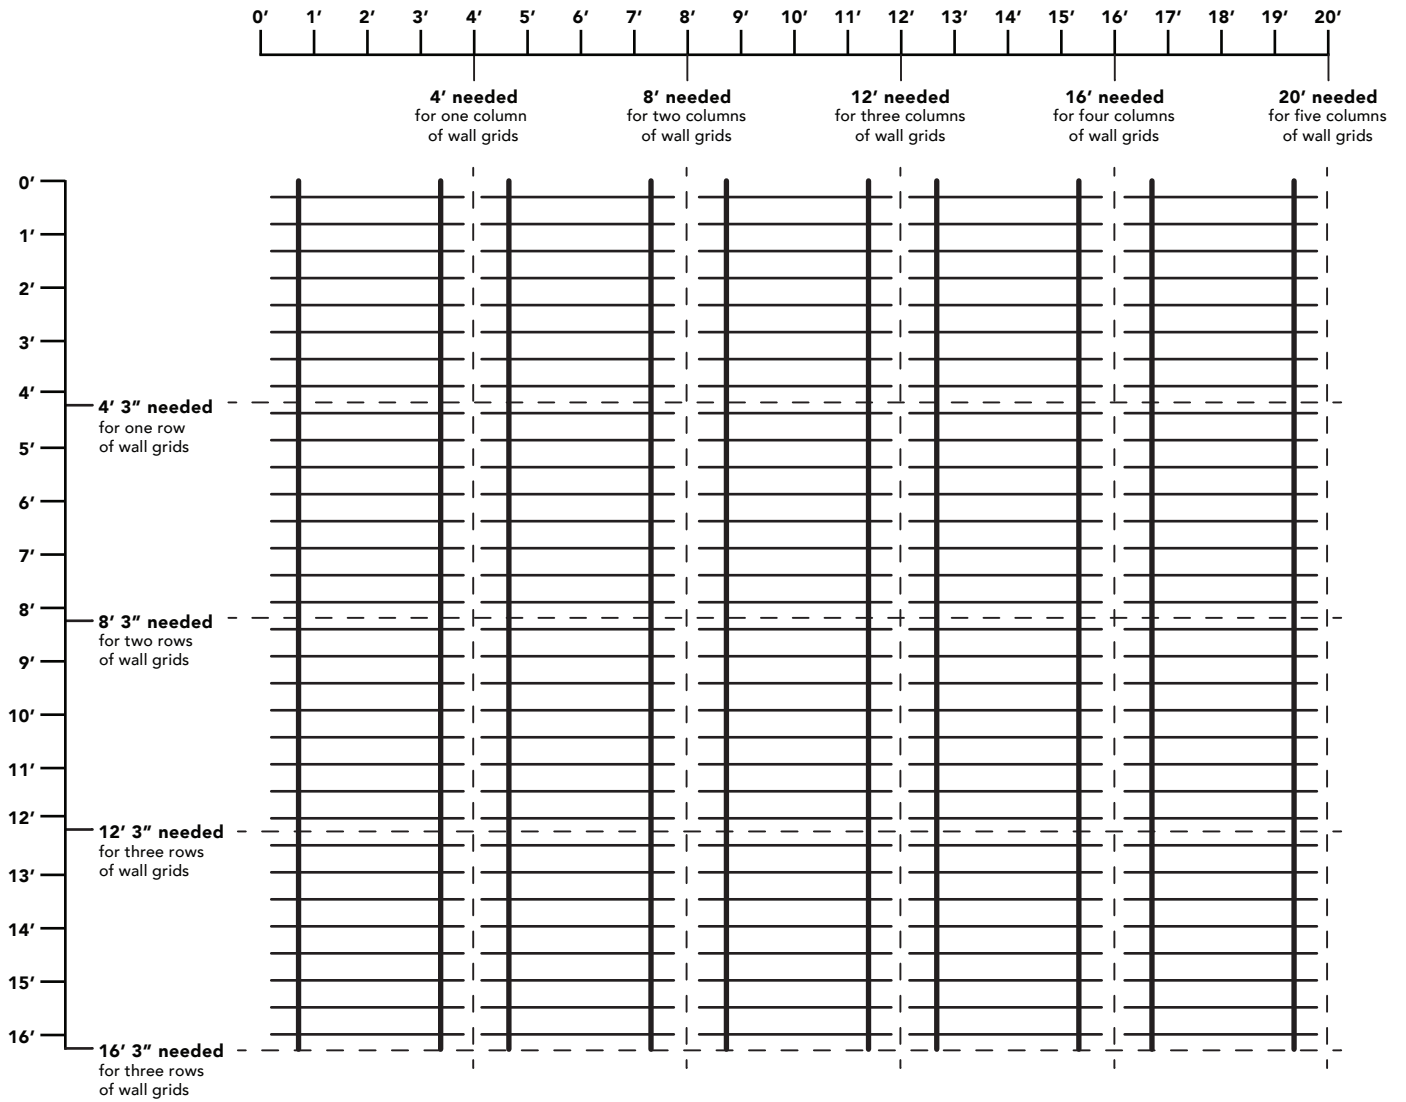 0′ 1′ 2′ 3′ 4′ 5′ 6′ 7′ 8′ 9′ 10′ 11′ 12′ 13′ 14′ 15′ 16′ 17′ 18′ 19′ 20′
4′ needed
for one column
of wall grids
8′ needed
for two columns
of wall grids
12′ needed
for three columns
of wall grids
16′ needed
for four columns
of wall grids
20′ needed
for five columns
of wall grids
0′
1′
2′
3′
4′
4′ 3″ needed
for one row
of wall grids
5′
6′
7′
8′
8′ 3″ needed
for two rows
of wall grids
9′
10′
11′
12′
12′ 3″ needed
for three rows
of wall grids
13′
14′
15′
16′
16′ 3″ needed
for three rows
of wall grids